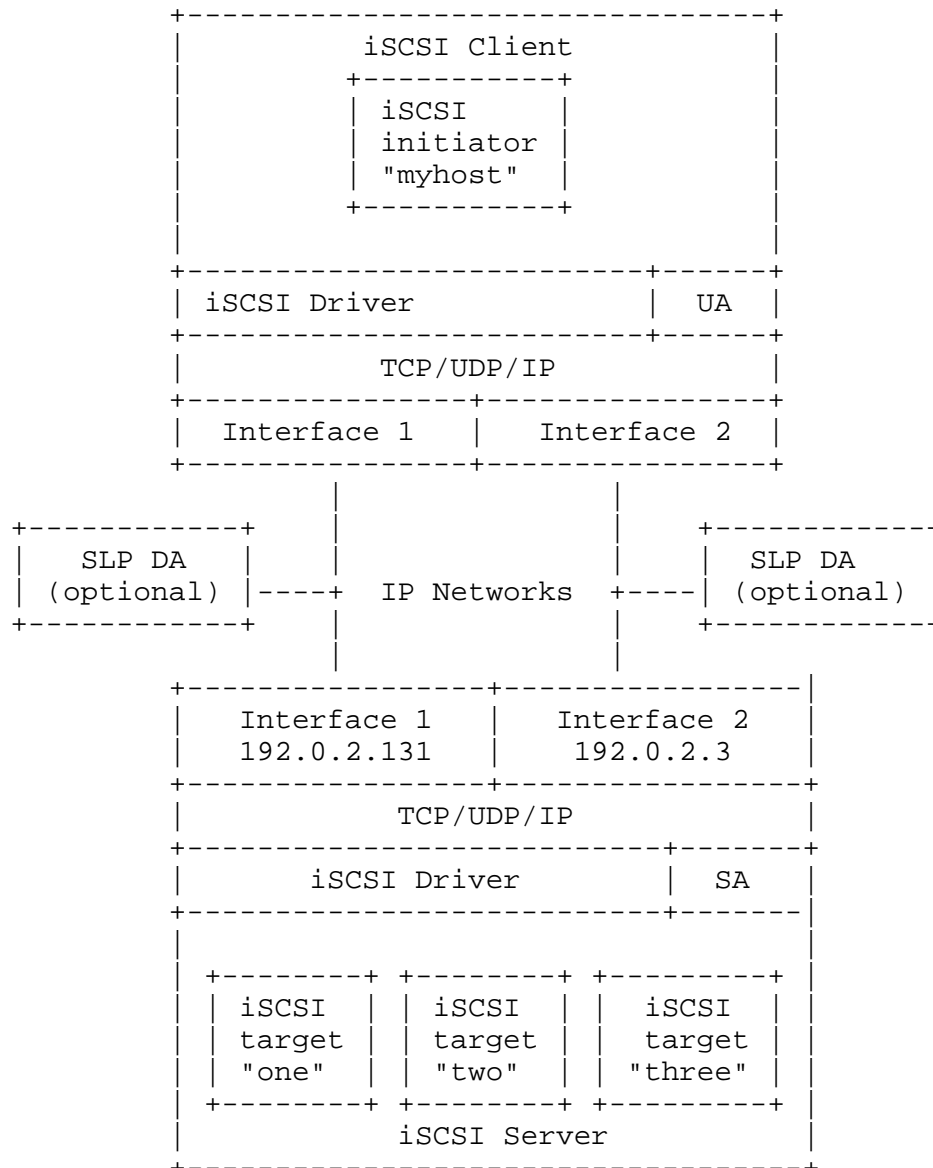 iSCSI Client
iSCSI
initiator
"myhost"
iSCSI Driver UA
TCP/UDP/IP
Interface 1 Interface 2
SLP DA SLP DA
(optional) IP Networks (optional)
Interface 1 Interface 2
192.0.2.131 192.0.2.3
TCP/UDP/IP
iSCSI Driver SA
iSCSI iSCSI iSCSI
target target target
"one" "two" "three"
iSCSI Server